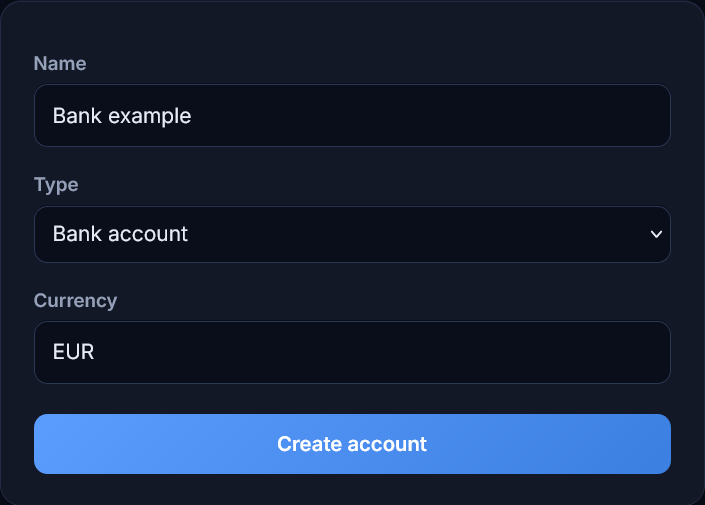 Name
Bank example
Type
Bank account
Currency
EUR
Create account